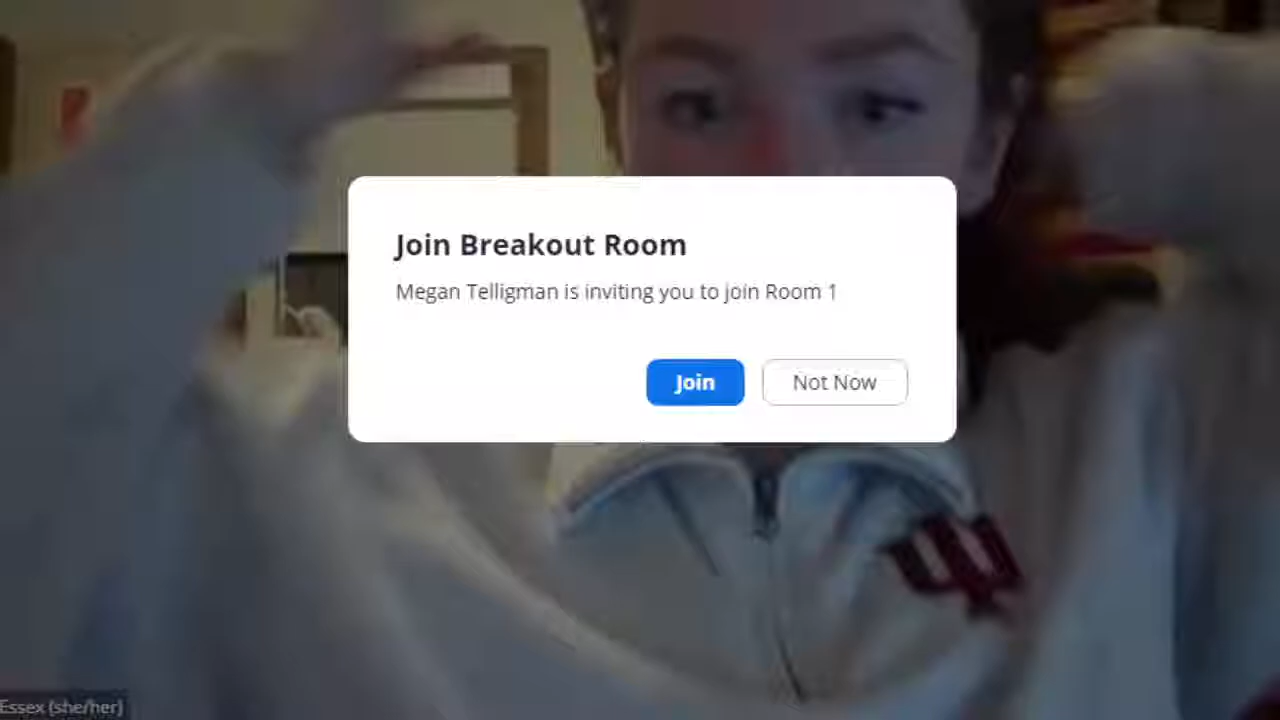 Join Breakout Room
Megan Telligman is inviting you to join Room 1
Join
Not Now
Essex (she/her)